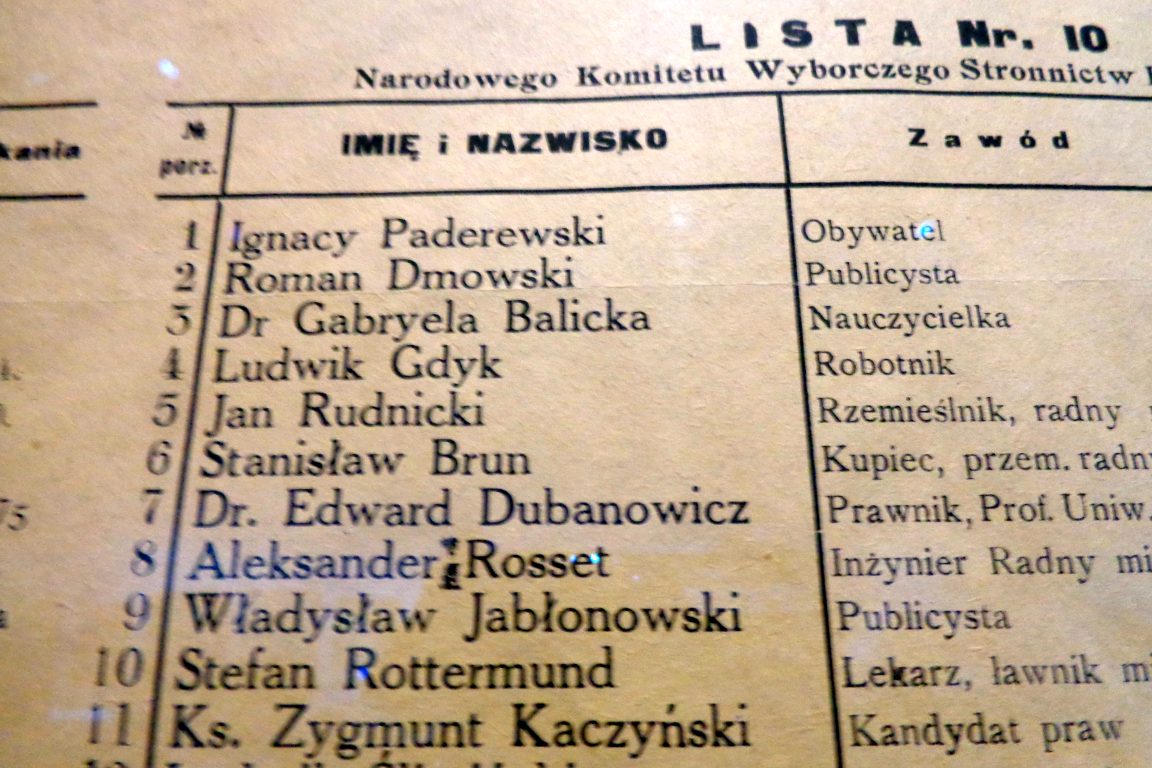 LISTA Nr. 10
Narodowego Komitetu Wyborczego Stronnictw
kania
№ porz.
IMIĘ i NAZWISKO
Zawód
1 Ignacy Paderewski Obywatel
2 Roman Dmowski Publicysta
3 Dr Gabryela Balicka Nauczycielka
4 Ludwik Gdyk Robotnik
5 Jan Rudnicki Rzemieślnik, radny
6 Stanisław Brun Kupiec, przem. radny
75
7 Dr. Edward Dubanowicz Prawnik, Prof. Uniw.
8 Aleksander Rosset Inżynier Radny mi
9 Władysław Jabłonowski Publicysta
10 Stefan Rottermund Lekarz, ławnik mi
11 Ks. Zygmunt Kaczyński Kandydat praw